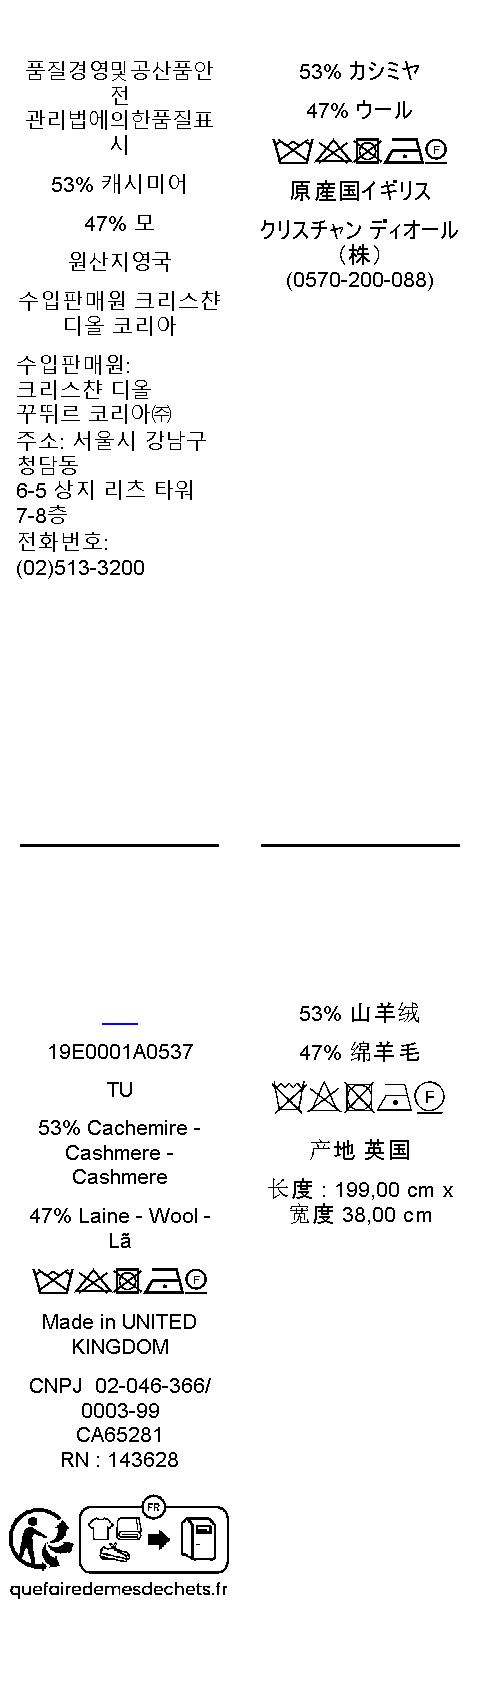 품질경영및공산품안
전
관리법에의한품질표
시
53% 캐시미어
47% 모
원산지영국
수입판매원 크리스챤
디올 코리아
수입판매원:
크리스챤 디올
꾸뛰르 코리아㈜
주소: 서울시 강남구
청담동
6-5 상지 리츠 타워
7-8층
전화번호:
(02)513-3200
53% カシミヤ
47% ウール
F
原産国イギリス
クリスチャン ディオール
（株）
(0570-200-088)
19E0001A0537
TU
53% Cachemire -
Cashmere -
Cashmere
47% Laine - Wool -
Lã
F
Made in UNITED
KINGDOM
CNPJ 02-046-366/
0003-99
CA65281
RN : 143628
FR
quefairedemesdechets.fr
53% 山羊绒
47% 绵羊毛
F
产地 英国
长度 : 199,00 cm x
宽度 38,00 cm